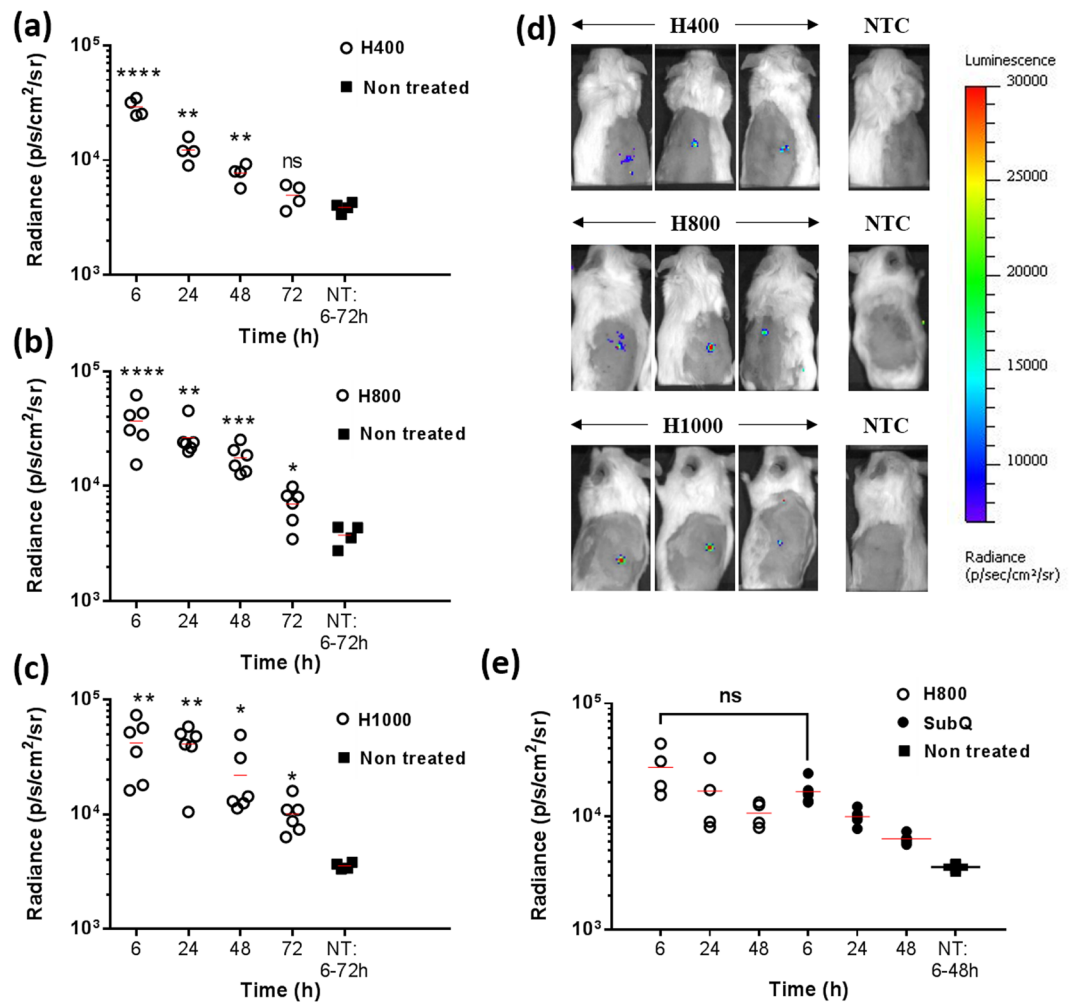 (a)
10⁵
10⁴
10³
Radiance (p/s/cm²/sr)
****
**
**
ns
H400
Non treated
6 24 48 72 NT:
6-72h
Time (h)
(b)
10⁵
10⁴
10³
Radiance (p/s/cm²/sr)
****
**
***
*
H800
Non treated
6 24 48 72 NT:
6-72h
Time (h)
(c)
10⁵
10⁴
10³
Radiance (p/s/cm²/sr)
**
**
*
*
H1000
Non treated
6 24 48 72 NT:
6-72h
Time (h)
(d)
H400 NTC
H800 NTC
H1000 NTC
Luminescence
30000
25000
20000
15000
10000
Radiance
(p/sec/cm²/sr)
(e)
10⁵
10⁴
10³
Radiance (p/s/cm²/sr)
ns
H800
SubQ
Non treated
6 24 48 6 24 48 NT:
6-48h
Time (h)